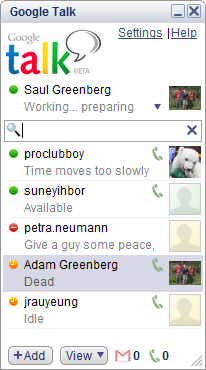 Google Talk
Settings | Help
Google
talk
BETA
Saul Greenberg
Working... preparing
proclubboy
Time moves too slowly
suneyihbor
Available
petra.neumann
Give a guy some peace,
Adam Greenberg
Dead
jrauyeung
Idle
+ Add View 0 0